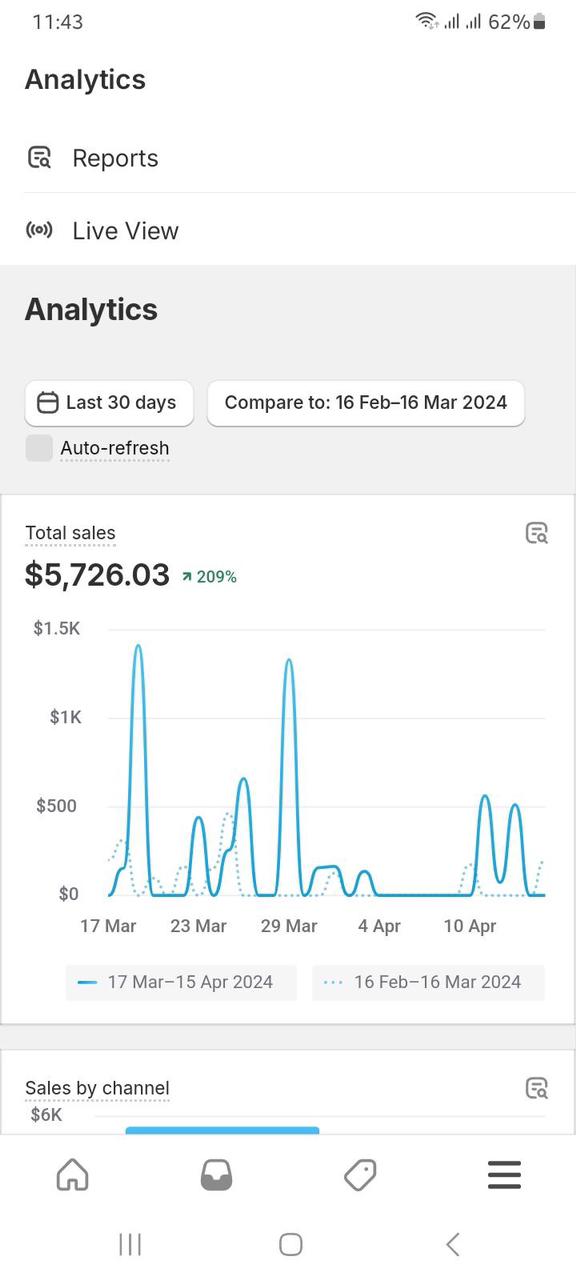 11:43 62%
Analytics
Reports
Live View
Analytics
Last 30 days Compare to: 16 Feb–16 Mar 2024
Auto-refresh
Total sales
$5,726.03 209%
$1.5K
$1K
$500
$0
17 Mar 23 Mar 29 Mar 4 Apr 10 Apr
17 Mar–15 Apr 2024 16 Feb–16 Mar 2024
Sales by channel
$6K